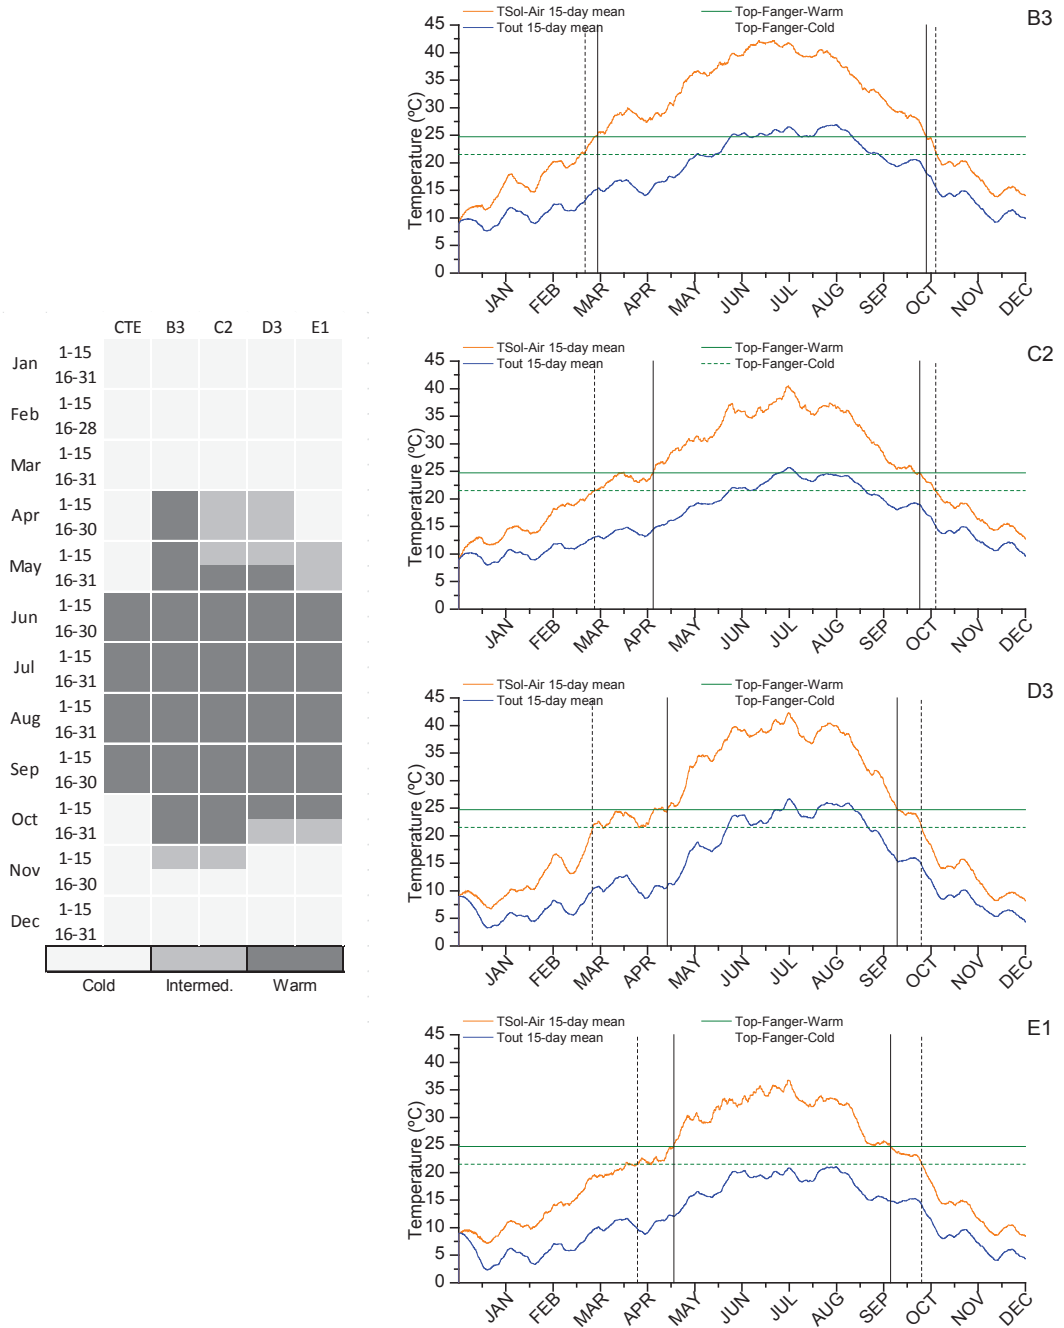 CTE B3 C2 D3 E1
Jan 1-15
16-31
Feb 1-15
16-28
Mar 1-15
16-31
Apr 1-15
16-30
May 1-15
16-31
Jun 1-15
16-30
Jul 1-15
16-31
Aug 1-15
16-31
Sep 1-15
16-30
Oct 1-15
16-31
Nov 1-15
16-30
Dec 1-15
16-31
Cold Intermed. Warm
B3
TSol-Air 15-day mean Top-Fanger-Warm
Tout 15-day mean Top-Fanger-Cold
Temperature (ºC)
45
40
35
30
25
20
15
10
5
0
JAN FEB MAR APR MAY JUN JUL AUG SEP OCT NOV DEC
C2
TSol-Air 15-day mean Top-Fanger-Warm
Tout 15-day mean Top-Fanger-Cold
Temperature (ºC)
45
40
35
30
25
20
15
10
5
0
JAN FEB MAR APR MAY JUN JUL AUG SEP OCT NOV DEC
D3
TSol-Air 15-day mean Top-Fanger-Warm
Tout 15-day mean Top-Fanger-Cold
Temperature (ºC)
45
40
35
30
25
20
15
10
5
0
JAN FEB MAR APR MAY JUN JUL AUG SEP OCT NOV DEC
E1
TSol-Air 15-day mean Top-Fanger-Warm
Tout 15-day mean Top-Fanger-Cold
Temperature (ºC)
45
40
35
30
25
20
15
10
5
0
JAN FEB MAR APR MAY JUN JUL AUG SEP OCT NOV DEC